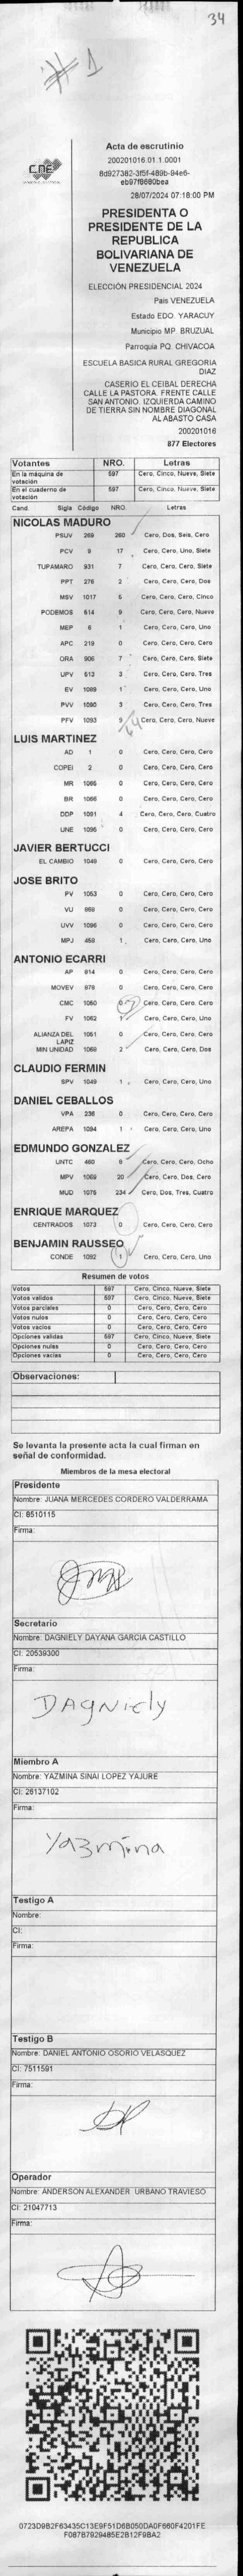 34
# 1
CNE
Acta de escrutinio
200201016.01.1.0001
8d927382-3f5f-489b-94e6-
eb97f8660bea
28/07/2024 07:18:00 PM
PRESIDENTA O
PRESIDENTE DE LA
REPUBLICA
BOLIVARIANA DE
VENEZUELA
ELECCIÓN PRESIDENCIAL 2024
Pais VENEZUELA
Estado EDO. YARACUY
Municipio MP. BRUZUAL
Parroquia PQ. CHIVACOA
ESCUELA BASICA RURAL GREGORIA
DIAZ
CASERIO EL CEIBAL DERECHA
CALLE LA PASTORA. FRENTE CALLE
SAN ANTONIO. IZQUIERDA CAMINO
DE TIERRA SIN NOMBRE DIAGONAL
AL ABASTO CASA
200201016
877 Electores
Votantes NRO. Letras
En la máquina de votación 597 Cero, Cinco, Nueve, Siete
En el cuaderno de votación 597 Cero, Cinco, Nueve, Siete
Cand Sigla Código NRO. Letras
NICOLAS MADURO
PSUV 269 260 Cero, Dos, Seis, Cero
PCV 9 17 Cero, Cero, Uno, Siete
TUPAMARO 931 7 Cero, Cero, Cero, Siete
PPT 276 2 Cero, Cero, Cero, Dos
MSV 1017 5 Cero, Cero, Cero, Cinco
PODEMOS 514 9 Cero, Cero, Cero, Nueve
MEP 6 1 Cero, Cero, Cero, Uno
APC 219 0 Cero, Cero, Cero, Cero
ORA 906 7 Cero, Cero, Cero, Siete
UPV 512 3 Cero, Cero, Cero, Tres
EV 1089 1 Cero, Cero, Cero, Uno
PVV 1090 3 Cero, Cero, Cero, Tres
PFV 1093 9 Cero, Cero, Cero, Nueve
LUIS MARTINEZ
AD 1 0 Cero, Cero, Cero, Cero
COPEI 2 0 Cero, Cero, Cero, Cero
MR 1065 0 Cero, Cero, Cero, Cero
BR 1066 0 Cero, Cero, Cero, Cero
DDP 1091 4 Cero, Cero, Cero, Cuatro
UNE 1095 0 Cero, Cero, Cero, Cero
JAVIER BERTUCCI
EL CAMBIO 1049 0 Cero, Cero, Cero, Cero
JOSE BRITO
PV 1053 0 Cero, Cero, Cero, Cero
VU 868 0 Cero, Cero, Cero, Cero
UVV 1096 0 Cero, Cero, Cero, Cero
MPJ 458 1 Cero, Cero, Cero, Uno
ANTONIO ECARRI
AP 814 0 Cero, Cero, Cero, Cero
MOVEV 878 0 Cero, Cero, Cero, Cero
CMC 1050 0 Cero, Cero, Cero, Cero
FV 1062 1 Cero, Cero, Cero, Uno
ALIANZA DEL LAPIZ 1051 0 Cero, Cero, Cero, Cero
MIN UNIDAD 1068 2 Cero, Cero, Cero, Dos
CLAUDIO FERMIN
SPV 1049 1 Cero, Cero, Cero, Uno
DANIEL CEBALLOS
VPA 236 0 Cero, Cero, Cero, Cero
AREPA 1094 1 Cero, Cero, Cero, Uno
EDMUNDO GONZALEZ
UNTC 460 8 Cero, Cero, Cero, Ocho
MPV 1069 20 Cero, Cero, Dos, Cero
MUD 1075 234 Cero, Dos, Tres, Cuatro
ENRIQUE MARQUEZ
CENTRADOS 1073 0 Cero, Cero, Cero, Cero
BENJAMIN RAUSSEO
CONDE 1092 1 Cero, Cero, Cero, Uno
Resumen de votos
Votos 597 Cero, Cinco, Nueve, Siete
Votos válidos 597 Cero, Cinco, Nueve, Siete
Votos parciales 0 Cero, Cero, Cero, Cero
Votos nulos 0 Cero, Cero, Cero, Cero
Votos vacíos 0 Cero, Cero, Cero, Cero
Opciones válidas 597 Cero, Cinco, Nueve, Siete
Opciones nulas 0 Cero, Cero, Cero, Cero
Opciones vacías 0 Cero, Cero, Cero, Cero
Observaciones:
Se levanta la presente acta la cual firman en
señal de conformidad.
Miembros de la mesa electoral
Presidente
Nombre: JUANA MERCEDES CORDERO VALDERRAMA
CI: 8510115
Firma:
Secretario
Nombre: DAGNIELY DAYANA GARCIA CASTILLO
CI: 20539300
Firma:
DAgNiely
Miembro A
Nombre: YAZMINA SINAI LOPEZ YAJURE
CI: 26137102
Firma:
Yazmina
Testigo A
Nombre:
CI:
Firma:
Testigo B
Nombre: DANIEL ANTONIO OSORIO VELASQUEZ
CI: 7511591
Firma:
Operador
Nombre: ANDERSON ALEXANDER URBANO TRAVIESO
CI: 21047713
Firma:
0723D9B2F63435C13E9F51D6B050DA0F660F4201FE
F087B7929485E2B12F9BA2